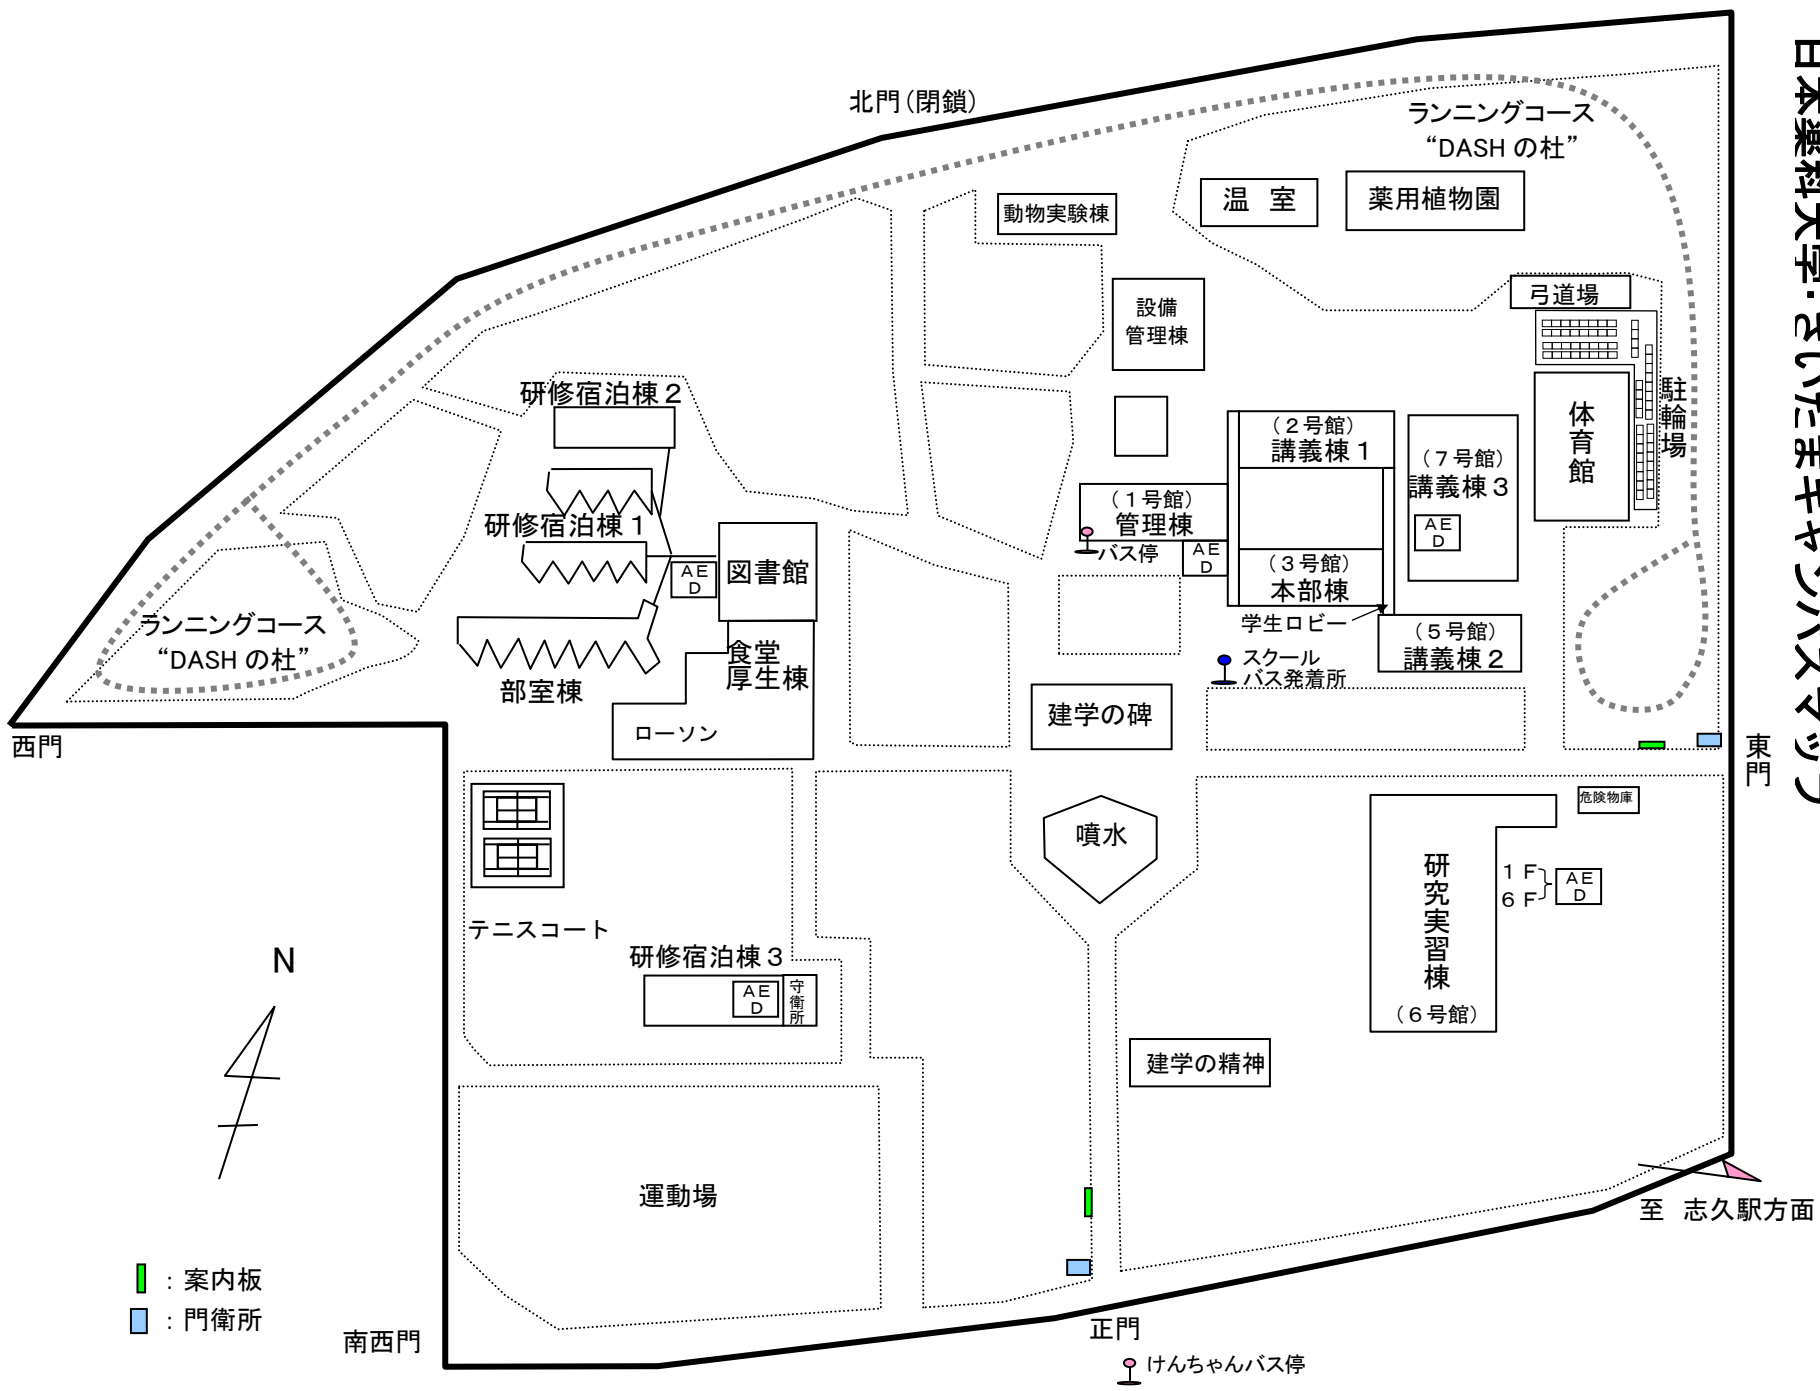 日本薬科大学・さいたまキャンパスマップ
北門（閉鎖）
ランニングコース
“DASH の杜”
温 室
薬用植物園
動物実験棟
弓道場
設備
管理棟
駐輪場
体育館
研修宿泊棟２
（２号館）
講義棟１
（７号館）
講義棟３
ＡＥ
Ｄ
（１号館）
管理棟
バス停
ＡＥ
Ｄ
研修宿泊棟１
図書館
ＡＥ
Ｄ
（３号館）
本部棟
学生ロビー
（５号館）
講義棟２
ランニングコース
“DASH の杜”
部室棟
食堂
厚生棟
ローソン
スクール
バス発着所
建学の碑
西門
東門
危険物庫
噴水
研究実習棟
（６号館）
１Ｆ
６Ｆ
ＡＥ
Ｄ
テニスコート
研修宿泊棟３
ＡＥ
Ｄ
守衛所
N
建学の精神
運動場
至 志久駅方面
：案内板
：門衛所
南西門
正門
けんちゃんバス停